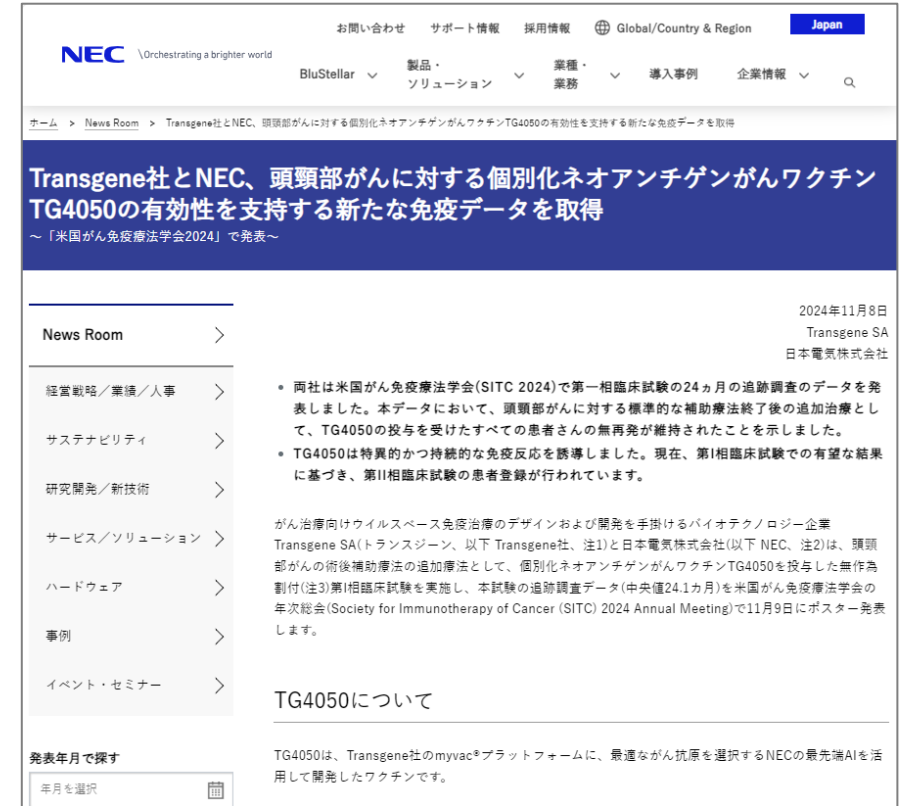 お問い合わせ サポート情報 採用情報 Global/Country & Region Japan
NEC \Orchestrating a brighter world
BluStellar 製品・ソリューション 業種・業務 導入事例 企業情報
ホーム > News Room > Transgene社とNEC、頭頸部がんに対する個別化ネオアンチゲンがんワクチンTG4050の有効性を支持する新たな免疫データを取得
Transgene社とNEC、頭頸部がんに対する個別化ネオアンチゲンがんワクチン
TG4050の有効性を支持する新たな免疫データを取得
～「米国がん免疫療法学会2024」で発表～
2024年11月8日
Transgene SA
日本電気株式会社
News Room
経営戦略／業績／人事
サステナビリティ
研究開発／新技術
サービス／ソリューション
ハードウェア
事例
イベント・セミナー
発表年月で探す
年月を選択
• 両社は米国がん免疫療法学会(SITC 2024)で第一相臨床試験の24ヵ月の追跡調査のデータを発
表しました。本データにおいて、頭頸部がんに対する標準的な補助療法終了後の追加治療とし
て、TG4050の投与を受けたすべての患者さんの無再発が維持されたことを示しました。
• TG4050は特異的かつ持続的な免疫反応を誘導しました。現在、第I相臨床試験での有望な結果
に基づき、第II相臨床試験の患者登録が行われています。
がん治療向けウイルスベース免疫治療のデザインおよび開発を手掛けるバイオテクノロジー企業
Transgene SA(トランスジーン、以下 Transgene社、注1)と日本電気株式会社(以下 NEC、注2)は、頭頸
部がんの術後補助療法の追加療法として、個別化ネオアンチゲンがんワクチンTG4050を投与した無作為
割付(注3)第I相臨床試験を実施し、本試験の追跡調査データ(中央値24.1カ月)を米国がん免疫療法学会の
年次総会(Society for Immunotherapy of Cancer (SITC) 2024 Annual Meeting)で11月9日にポスター発表
します。
TG4050について
TG4050は、Transgene社のmyvac®プラットフォームに、最適ながん抗原を選択するNECの最先端AIを活
用して開発したワクチンです。